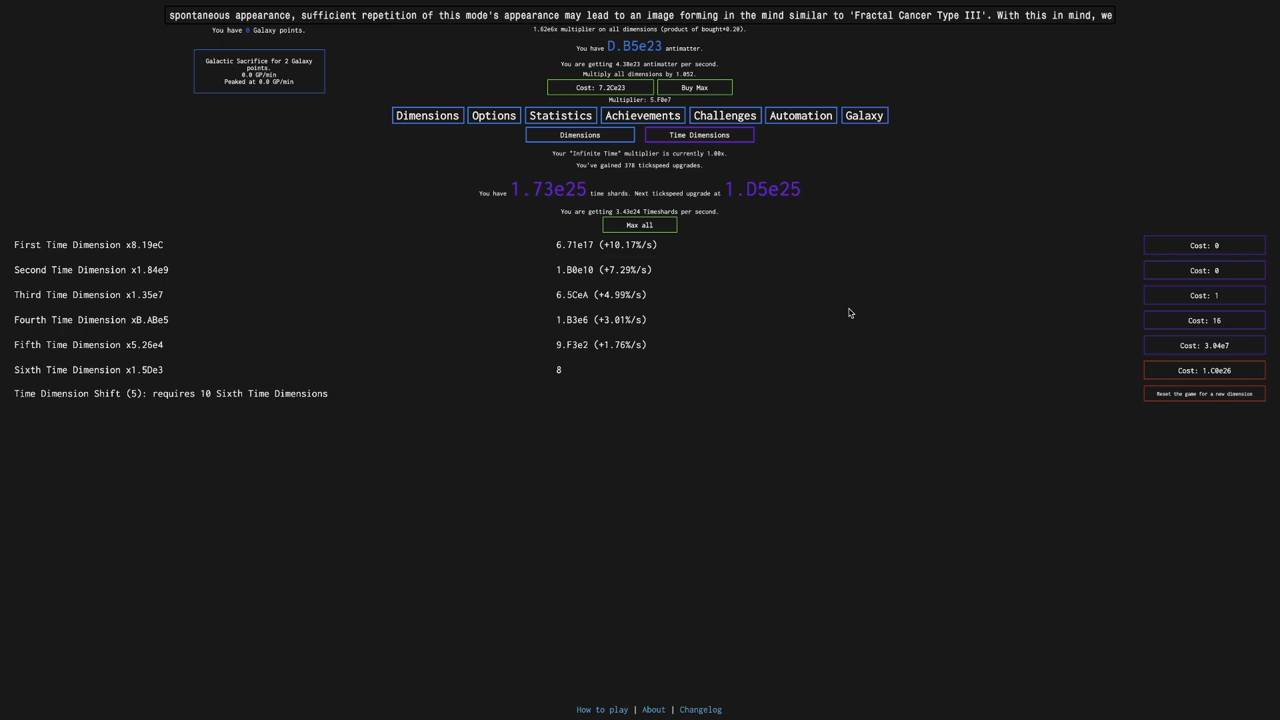 spontaneous appearance, sufficient repetition of this mode's appearance may lead to an image forming in the mind similar to 'Fractal Cancer Type III'. With this in mind, we
You have 0 Galaxy points.
1.62e6x multiplier on all dimensions (product of bought*0.20).
You have D.B5e23 antimatter.
Galactic Sacrifice for 2 Galaxy
points.
0.0 GP/min
Peaked at 0.0 GP/min
You are getting 4.38e23 antimatter per second.
Multiply all dimensions by 1.052.
Cost: 7.2Ce23
Buy Max
Multiplier: 5.F0e7
Dimensions
Options
Statistics
Achievements
Challenges
Automation
Galaxy
Dimensions
Time Dimensions
Your "Infinite Time" multiplier is currently 1.00x.
You've gained 378 tickspeed upgrades.
You have 1.73e25 time shards. Next tickspeed upgrade at 1.D5e25
You are getting 3.43e24 Timeshards per second.
Max all
First Time Dimension x8.19eC 6.71e17 (+10.17%/s) Cost: 0
Second Time Dimension x1.84e9 1.B0e10 (+7.29%/s) Cost: 0
Third Time Dimension x1.35e7 6.5CeA (+4.99%/s) Cost: 1
Fourth Time Dimension xB.ABe5 1.B3e6 (+3.01%/s) Cost: 16
Fifth Time Dimension x5.26e4 9.F3e2 (+1.76%/s) Cost: 3.04e7
Sixth Time Dimension x1.5De3 8 Cost: 1.C0e26
Time Dimension Shift (5): requires 10 Sixth Time Dimensions Reset the game for a new dimension
How to play | About | Changelog